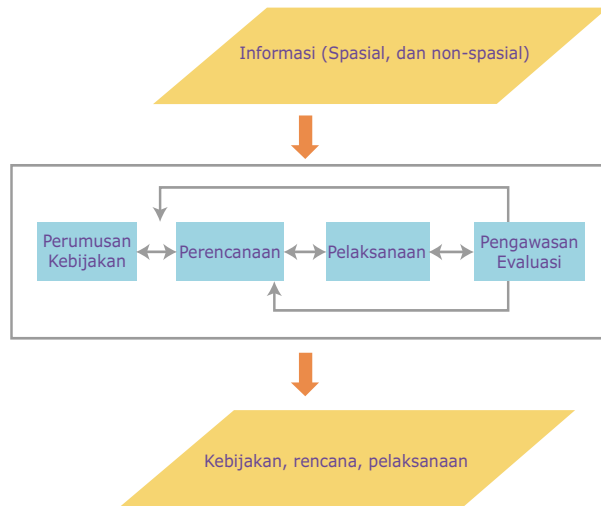 Informasi (Spasial, dan non-spasial)
Perumusan
Kebijakan
Perencanaan
Pelaksanaan
Pengawasan
Evaluasi
Kebijakan, rencana, pelaksanaan